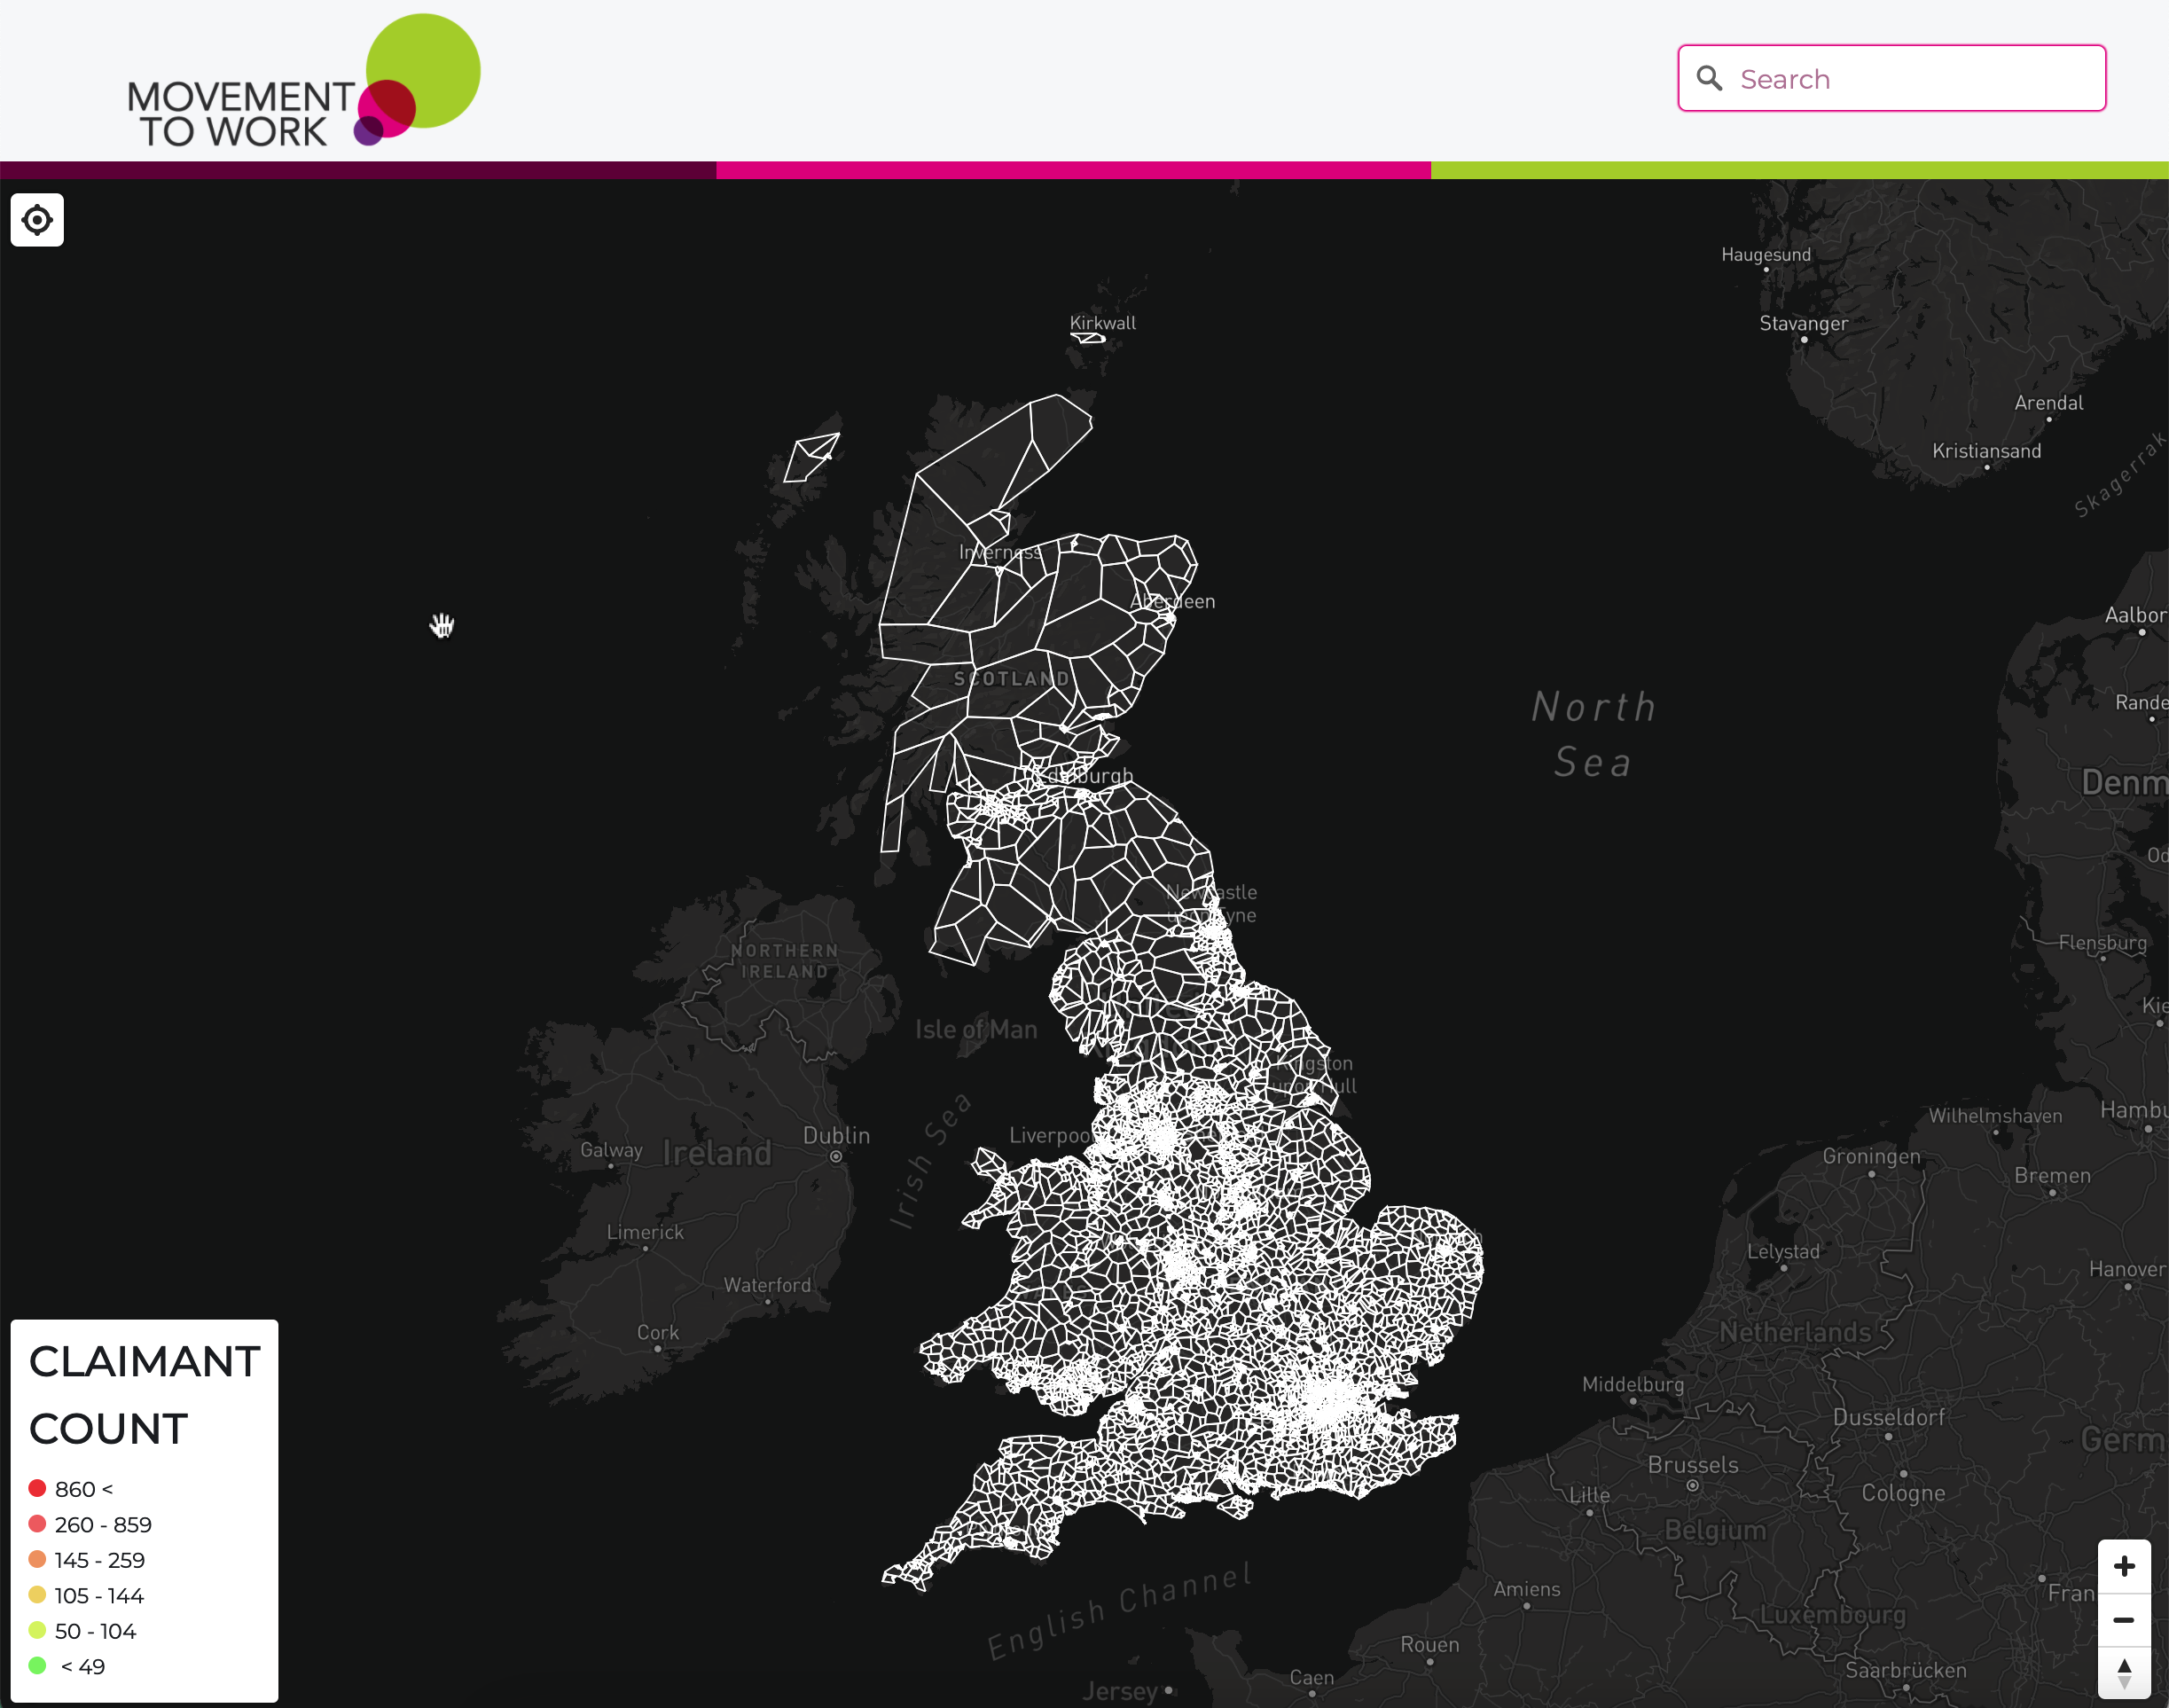 MOVEMENT
TO WORK
Search
Haugesund
Kirkwall
Stavanger
Arendal
Kristiansand
Skagerrak
Inverness
Aberdeen
Aalbor
SCOTLAND
Rande
North
Sea
Edinburgh
Denm
Od
Newcastle
upon Tyne
Flensburg
NORTHERN
IRELAND
Kie
Isle of Man
Kingston
upon Hull
Irish Sea
Hambu
Wilhelmshaven
Dublin
Liverpool
Galway
Ireland
Groningen
Bremen
Limerick
Lelystad
Hanover
Waterford
Cork
Netherlands
CLAIMANT
COUNT
Middelburg
Dusseldorf
Germ
Brussels
Lille
Cologne
860 <
260 - 859
145 - 259
105 - 144
50 - 104
< 49
Belgium
English Channel
Amiens
Fran
Luxembourg
Rouen
Caen
Saarbrücken
Jersey